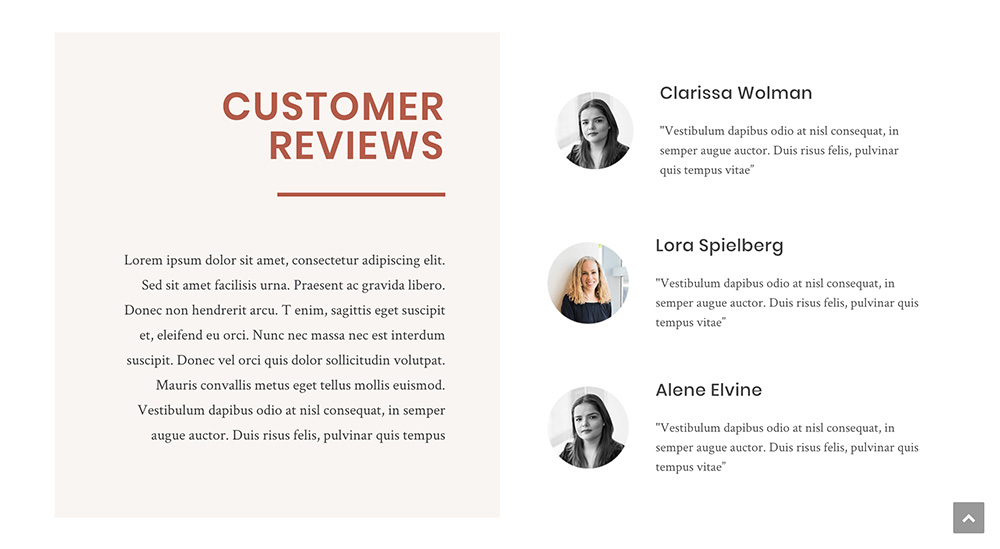 CUSTOMER
REVIEWS
Lorem ipsum dolor sit amet, consectetur adipiscing elit.
Sed sit amet facilisis urna. Praesent ac gravida libero.
Donec non hendrerit arcu. T enim, sagittis eget suscipit
et, eleifend eu orci. Nunc nec massa nec est interdum
suscipit. Donec vel orci quis dolor sollicitudin volutpat.
Mauris convallis metus eget tellus mollis euismod.
Vestibulum dapibus odio at nisl consequat, in semper
augue auctor. Duis risus felis, pulvinar quis tempus
Clarissa Wolman
"Vestibulum dapibus odio at nisl consequat, in
semper augue auctor. Duis risus felis, pulvinar
quis tempus vitae”
Lora Spielberg
"Vestibulum dapibus odio at nisl consequat, in
semper augue auctor. Duis risus felis, pulvinar quis
tempus vitae”
Alene Elvine
"Vestibulum dapibus odio at nisl consequat, in
semper augue auctor. Duis risus felis, pulvinar quis
tempus vitae”